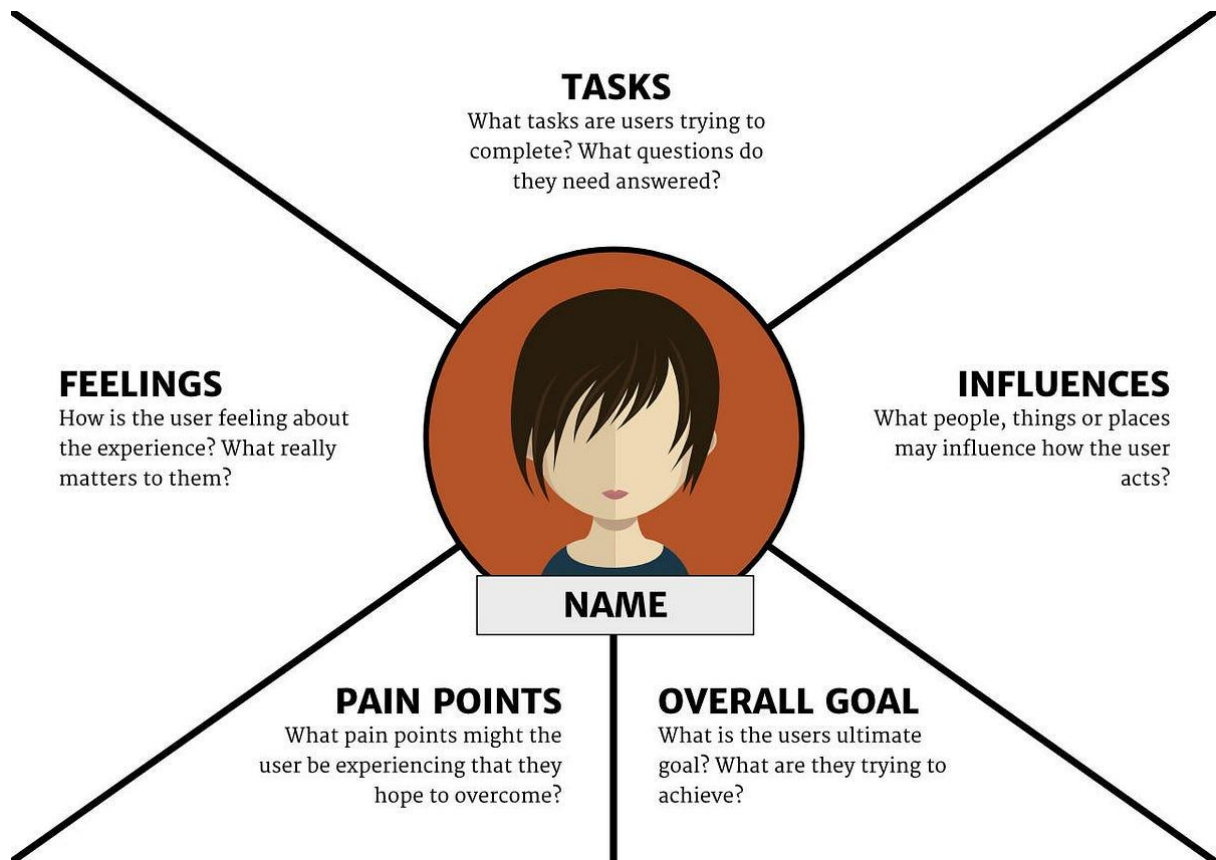 TASKS
What tasks are users trying to
complete? What questions do
they need answered?
FEELINGS
How is the user feeling about
the experience? What really
matters to them?
INFLUENCES
What people, things or places
may influence how the user
acts?
NAME
PAIN POINTS
What pain points might the
user be experiencing that they
hope to overcome?
OVERALL GOAL
What is the users ultimate
goal? What are they trying to
achieve?